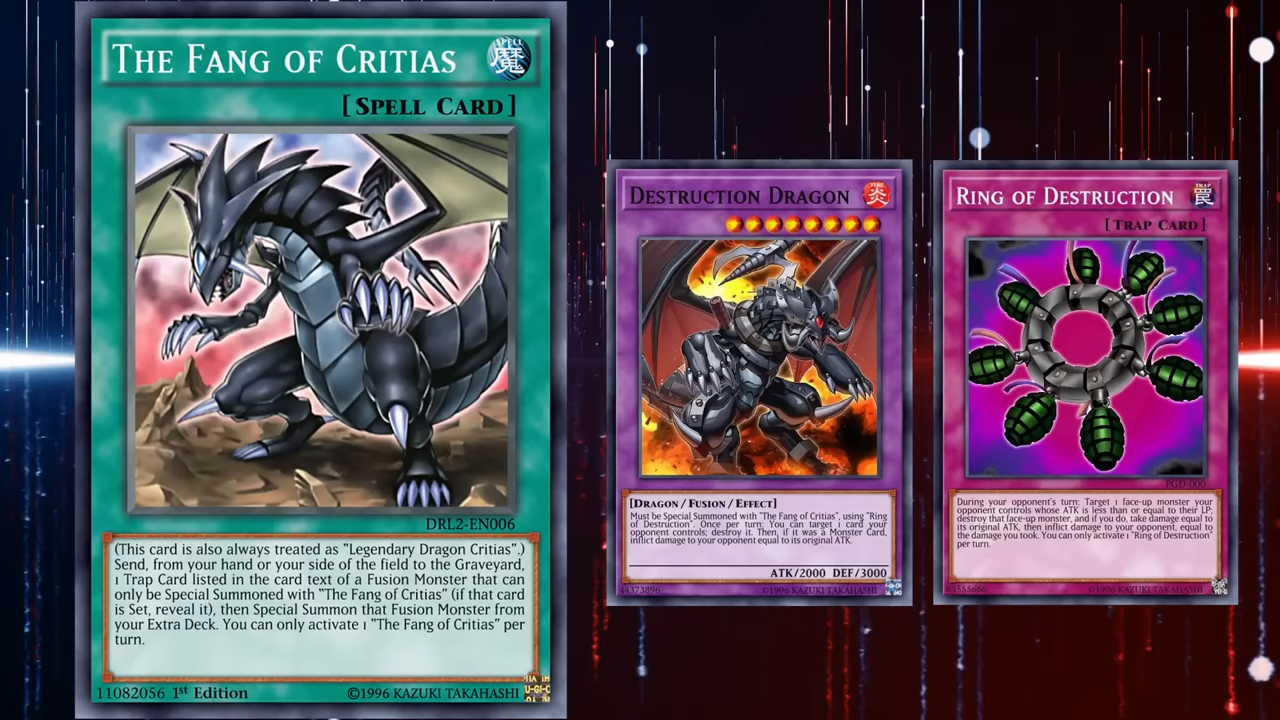 THE FANG OF CRITIAS
SPELL
魔
[SPELL CARD]
DRL2-EN006
(This card is also always treated as “Legendary Dragon Critias”.)
Send, from your hand or your side of the field to the Graveyard,
1 Trap Card listed in the card text of a Fusion Monster that can
only be Special Summoned with “The Fang of Critias” (if that card
is Set, reveal it), then Special Summon that Fusion Monster from
your Extra Deck. You can only activate 1 “The Fang of Critias” per
turn.
11082056 1st Edition
©1996 KAZUKI TAKAHASHI
DESTRUCTION DRAGON
FIRE
炎
[DRAGON / FUSION / EFFECT]
Must be Special Summoned with "The Fang of Critias", using "Ring
of Destruction". Once per turn: You can target 1 card your
opponent controls; destroy it. Then, if it was a Monster Card,
inflict damage to your opponent equal to its original ATK.
ATK/2000 DEF/3000
44373896
©1996 KAZUKI TAKAHASHI
RING OF DESTRUCTION
TRAP
罠
[TRAP CARD]
PGD-000
During your opponent's turn: Target 1 face-up monster your
opponent controls whose ATK is less than or equal to their LP;
destroy that face-up monster, and if you do, take damage equal to
its original ATK, then inflict damage to your opponent, equal to
the damage you took. You can only activate 1 "Ring of Destruction"
per turn.
©1996 KAZUKI TAKAHASHI